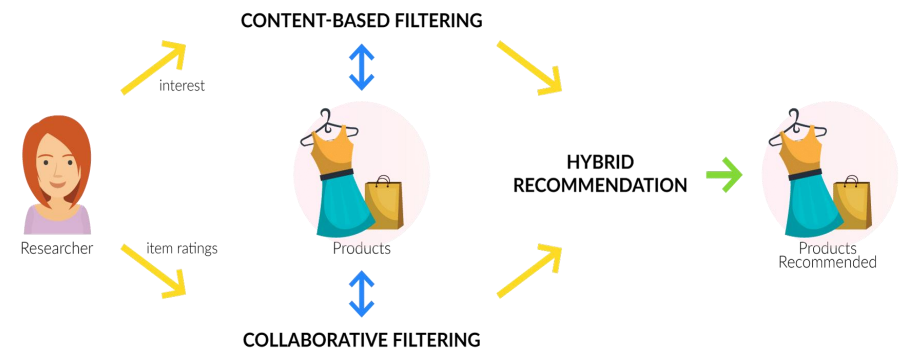 CONTENT-BASED FILTERING
interest
HYBRID
RECOMMENDATION
Researcher
item ratings
Products
Products
Recommended
COLLABORATIVE FILTERING